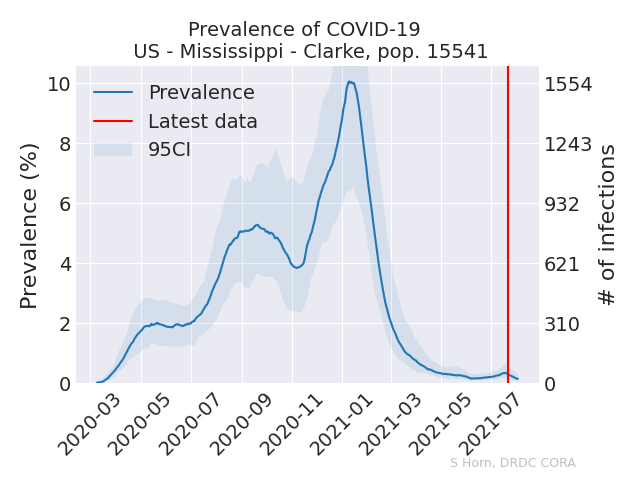 Prevalence of COVID-19
US - Mississippi - Clarke, pop. 15541
Prevalence (%)
10
8
6
4
2
0
Prevalence
Latest data
95CI
1554
1243
932
621
310
0
# of infections
2020-03
2020-05
2020-07
2020-09
2020-11
2021-01
2021-03
2021-05
2021-07
S Horn, DRDC CORA